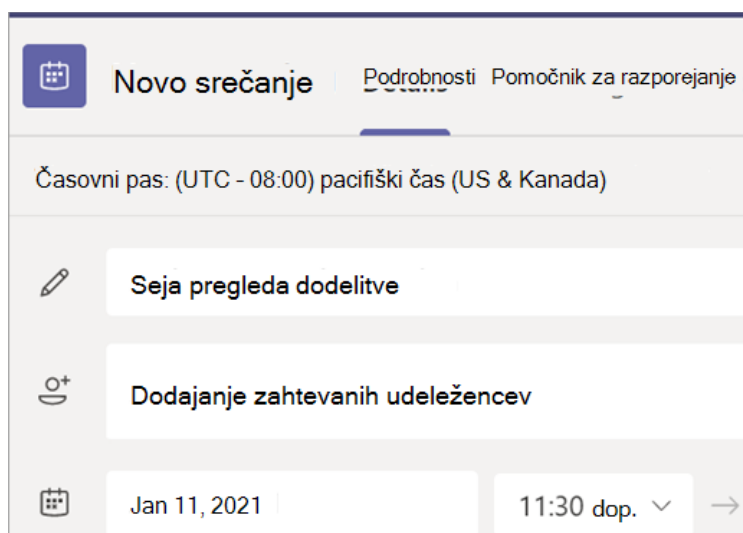 Novo srečanje
Podrobnosti Pomočnik za razporejanje
Časovni pas: (UTC - 08:00) pacifiški čas (US & Kanada)
Seja pregleda dodelitve
Dodajanje zahtevanih udeležencev
Jan 11, 2021 11:30 dop.